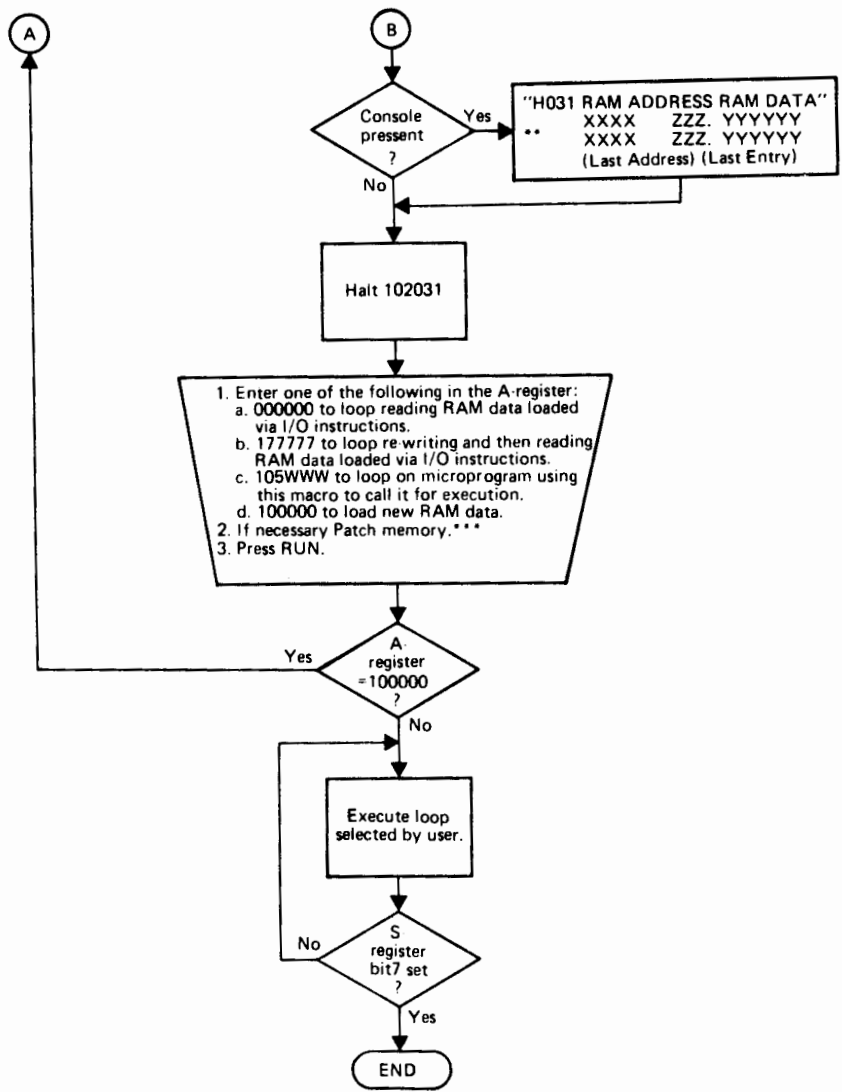 A
B
Console
pressent
?
Yes
No
"H031 RAM ADDRESS RAM DATA"
XXXX ZZZ. YYYYYY
** XXXX ZZZ. YYYYYY
(Last Address) (Last Entry)
Halt 102031
1. Enter one of the following in the A-register:
a. 000000 to loop reading RAM data loaded
via I/O instructions.
b. 177777 to loop re-writing and then reading
RAM data loaded via I/O instructions.
c. 105WWW to loop on microprogram using
this macro to call it for execution.
d. 100000 to load new RAM data.
2. If necessary Patch memory.***
3. Press RUN.
Yes
A-
register
=100000
?
No
Execute loop
selected by user.
No
S
register
bit7 set
?
Yes
END